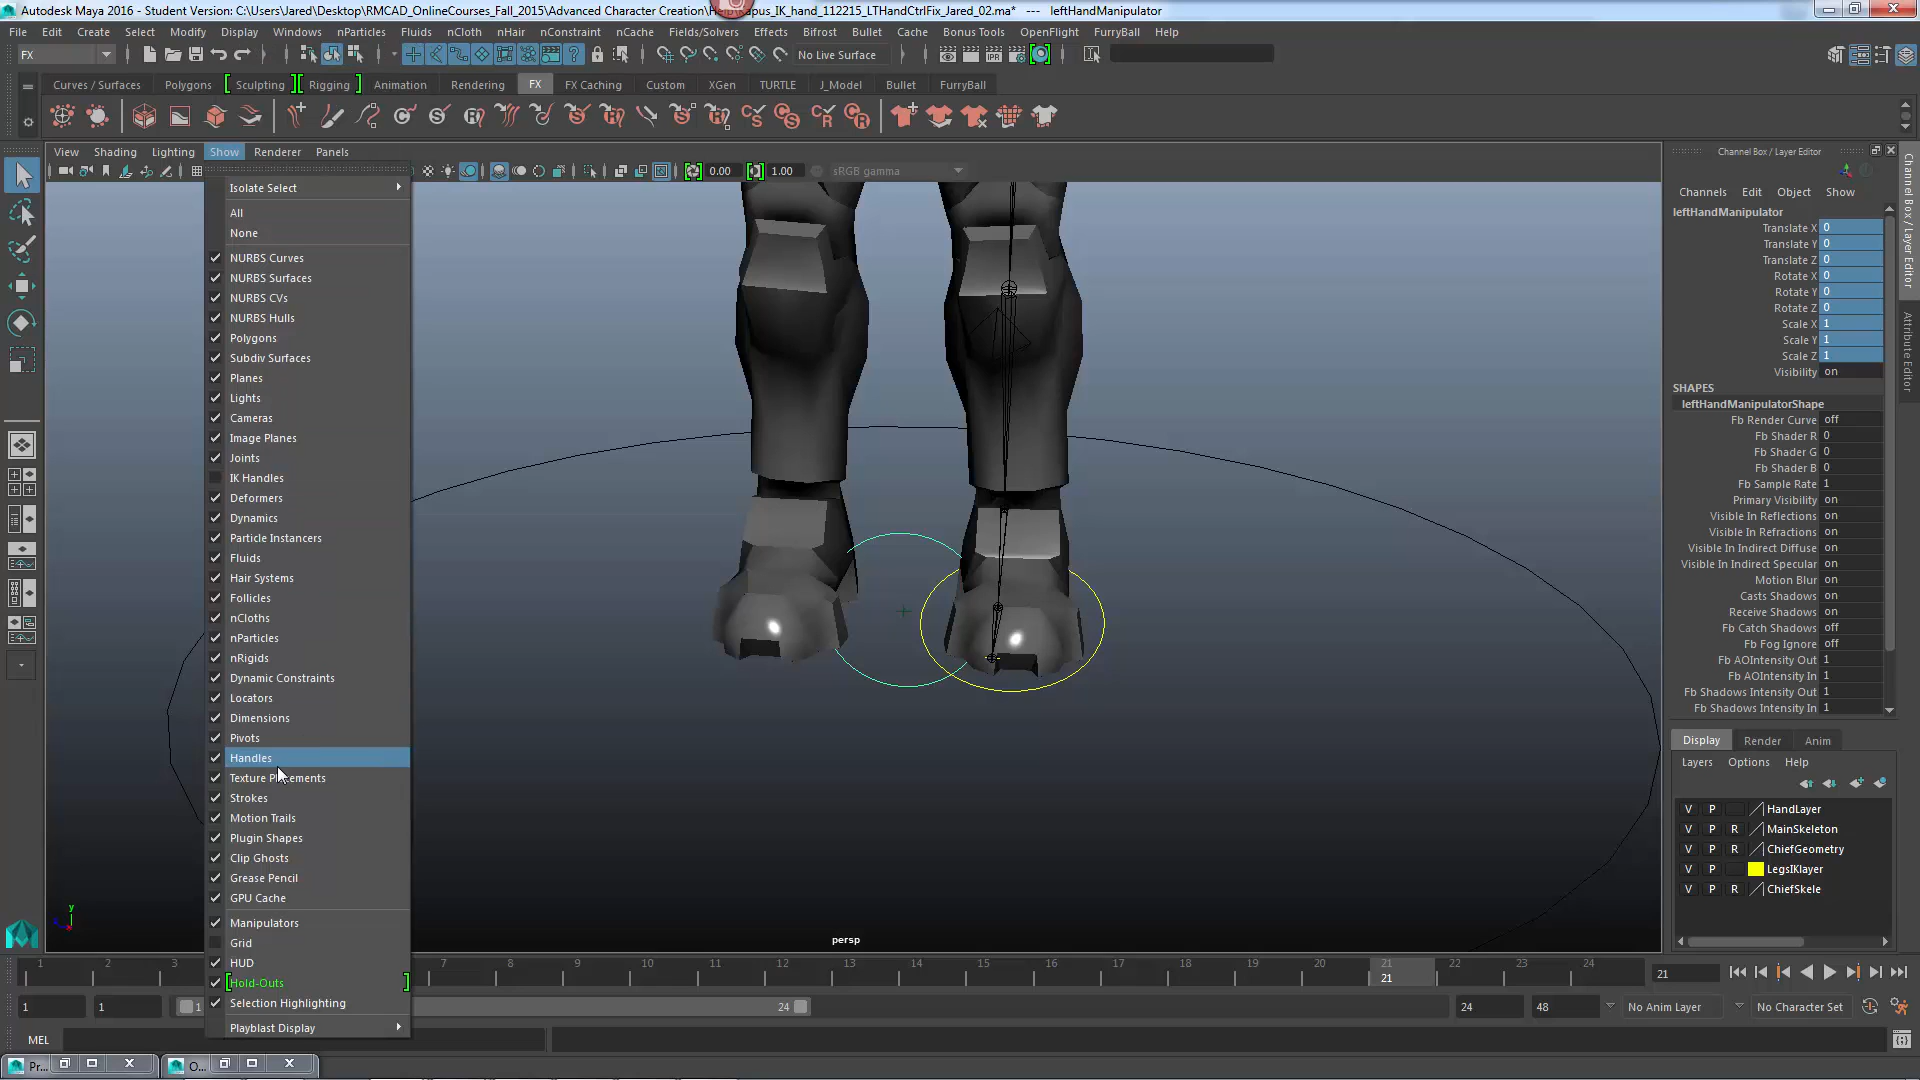 Autodesk Maya 2016 - Student Version: C:\Users\Jared\Desktop\RMCAD_OnlineCourses_Fall_2015\Advanced Character Creation\Help\Rapus_IK_hand_112215_LTHandCtrlFix_Jared_02.ma* --- leftHandManipulator
File Edit Create Select Modify Display Windows nParticles Fluids nCloth nHair nConstraint nCache Fields/Solvers Effects Bifrost Bullet Cache Bonus Tools OpenFlight FurryBall Help
FX
No Live Surface
IPR
Curves / Surfaces Polygons Sculpting Rigging Animation Rendering FX FX Caching Custom XGen TURTLE J_Model Bullet FurryBall
View Shading Lighting Show Renderer Panels
0.00 1.00 sRGB gamma
Isolate Select
All
None
NURBS Curves
NURBS Surfaces
NURBS CVs
NURBS Hulls
Polygons
Subdiv Surfaces
Planes
Lights
Cameras
Image Planes
Joints
IK Handles
Deformers
Dynamics
Particle Instancers
Fluids
Hair Systems
Follicles
nCloths
nParticles
nRigids
Dynamic Constraints
Locators
Dimensions
Pivots
Handles
Texture Placements
Strokes
Motion Trails
Plugin Shapes
Clip Ghosts
Grease Pencil
GPU Cache
Manipulators
Grid
HUD
Hold-Outs
Selection Highlighting
Playblast Display
y
persp
Channel Box / Layer Editor
Channels Edit Object Show
leftHandManipulator
Translate X 0
Translate Y 0
Translate Z 0
Rotate X 0
Rotate Y 0
Rotate Z 0
Scale X 1
Scale Y 1
Scale Z 1
Visibility on
SHAPES
leftHandManipulatorShape
Fb Render Curve off
Fb Shader R 0
Fb Shader G 0
Fb Shader B 0
Fb Sample Rate 1
Primary Visibility on
Visible In Reflections on
Visible In Refractions on
Visible In Indirect Diffuse on
Visible In Indirect Specular on
Motion Blur on
Casts Shadows on
Receive Shadows on
Fb Catch Shadows off
Fb Fog Ignore off
Fb AOIntensity Out 1
Fb AOIntensity In 1
Fb Shadows Intensity Out 1
Fb Shadows Intensity In 1
Channel Box / Layer Editor
Attribute Editor
Display Render Anim
Layers Options Help
V P HandLayer
V P R MainSkeleton
V P R ChiefGeometry
V P LegsIKlayer
V P R ChiefSkele
1 2 3 7 8 9 10 11 12 13 14 15 16 17 18 19 20 21 22 23 24
21
21
1 1 1 24 24 48 No Anim Layer No Character Set
MEL
Pr... O...